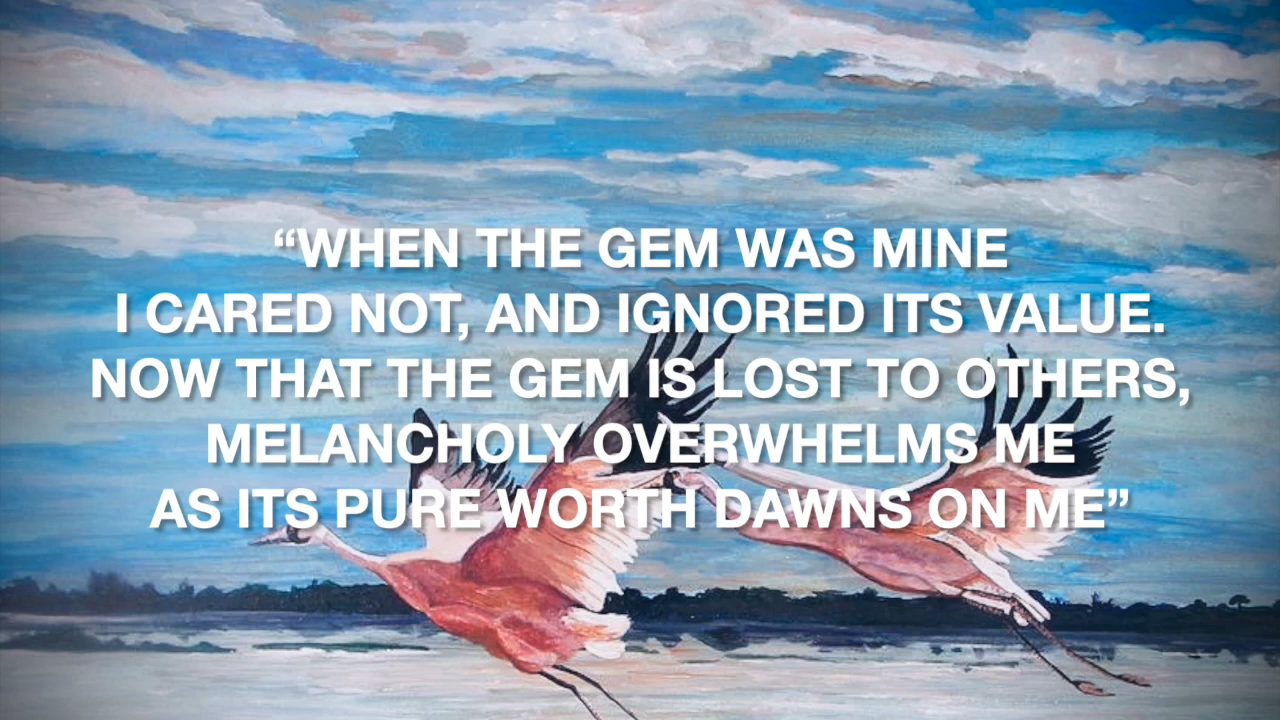 “WHEN THE GEM WAS MINE
I CARED NOT, AND IGNORED ITS VALUE.
NOW THAT THE GEM IS LOST TO OTHERS,
MELANCHOLY OVERWHELMS ME
AS ITS PURE WORTH DAWNS ON ME”